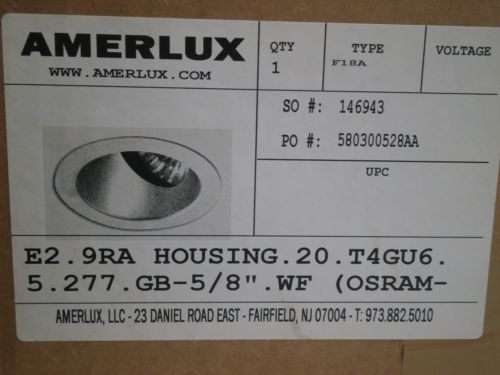 AMERLUX
WWW.AMERLUX.COM
QTY
1
TYPE
F18A
VOLTAGE
SO #: 146943
PO #: 580300528AA
UPC
E2.9RA HOUSING.20.T4GU6.
5.277.GB-5/8".WF (OSRAM-
AMERLUX, LLC - 23 DANIEL ROAD EAST - FAIRFIELD, NJ 07004 - T: 973.882.5010